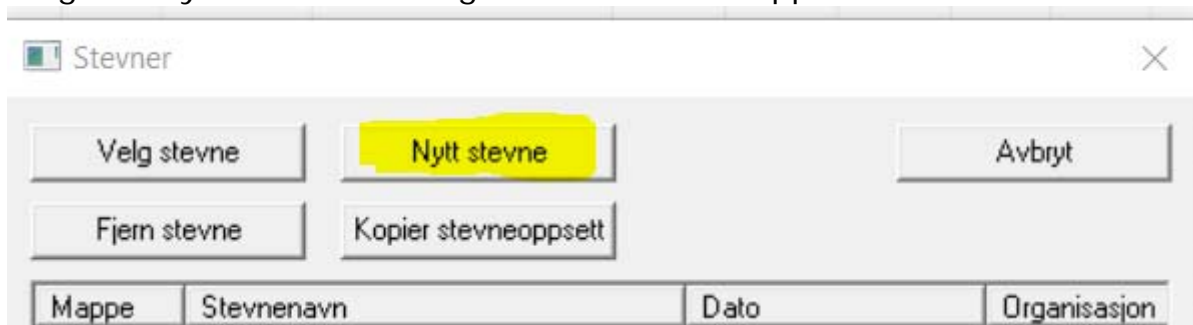 Stevner
Velg stevne Nytt stevne Avbryt
Fjern stevne Kopier stevneoppsett
Mappe Stevnenavn Dato Organisasjon